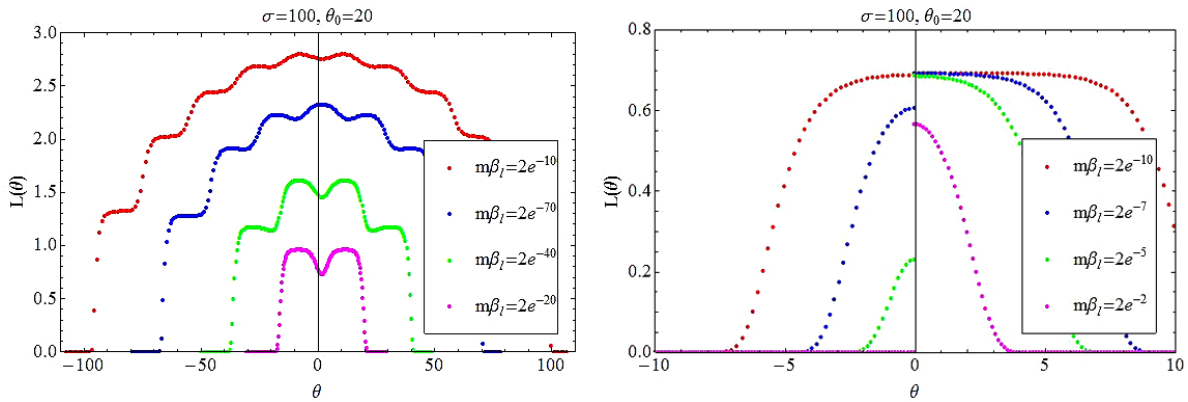 σ=100, θ₀=20
L(θ)
3.0
2.5
2.0
1.5
1.0
0.5
0.0
−100
−50
0
50
100
θ
mβₗ=2e⁻¹⁰
mβₗ=2e⁻⁷⁰
mβₗ=2e⁻⁴⁰
mβₗ=2e⁻²⁰
σ=100, θ₀=20
L(θ)
0.8
0.6
0.4
0.2
0.0
−10
−5
0
5
10
θ
mβₗ=2e⁻¹⁰
mβₗ=2e⁻⁷
mβₗ=2e⁻⁵
mβₗ=2e⁻²